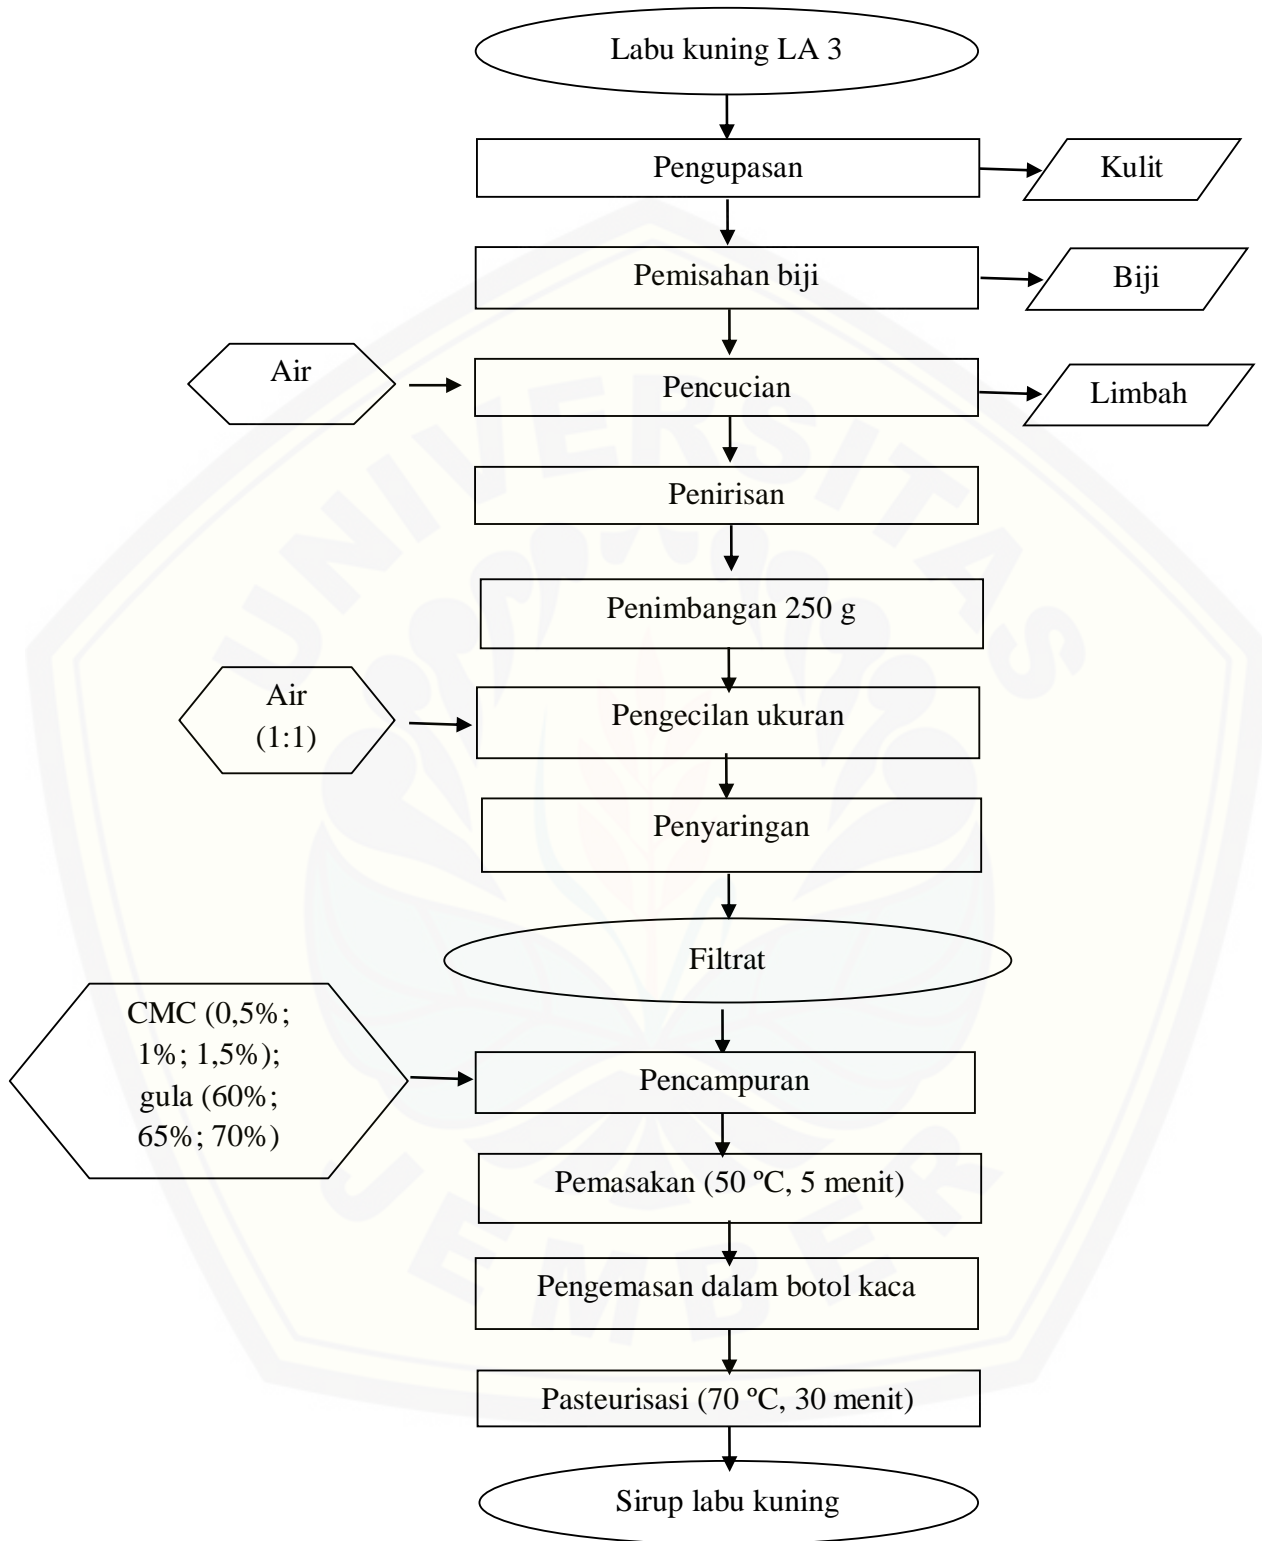 Labu kuning LA 3
Pengupasan
Kulit
Pemisahan biji
Biji
Air
Pencucian
Limbah
Penirisan
Penimbangan 250 g
Air
(1:1)
Pengecilan ukuran
Penyaringan
Filtrat
CMC (0,5%;
1%; 1,5%);
gula (60%;
65%; 70%)
Pencampuran
Pemasakan (50 ºC, 5 menit)
Pengemasan dalam botol kaca
Pasteurisasi (70 ºC, 30 menit)
Sirup labu kuning
UNIVERSITAS
JEMBER